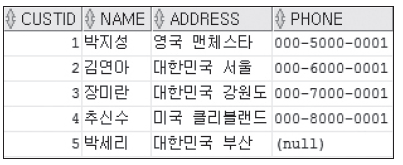 CUSTID NAME ADDRESS PHONE
1 박지성 영국 맨체스타 000-5000-0001
2 김연아 대한민국 서울 000-6000-0001
3 장미란 대한민국 강원도 000-7000-0001
4 추신수 미국 클리블랜드 000-8000-0001
5 박세리 대한민국 부산 (null)